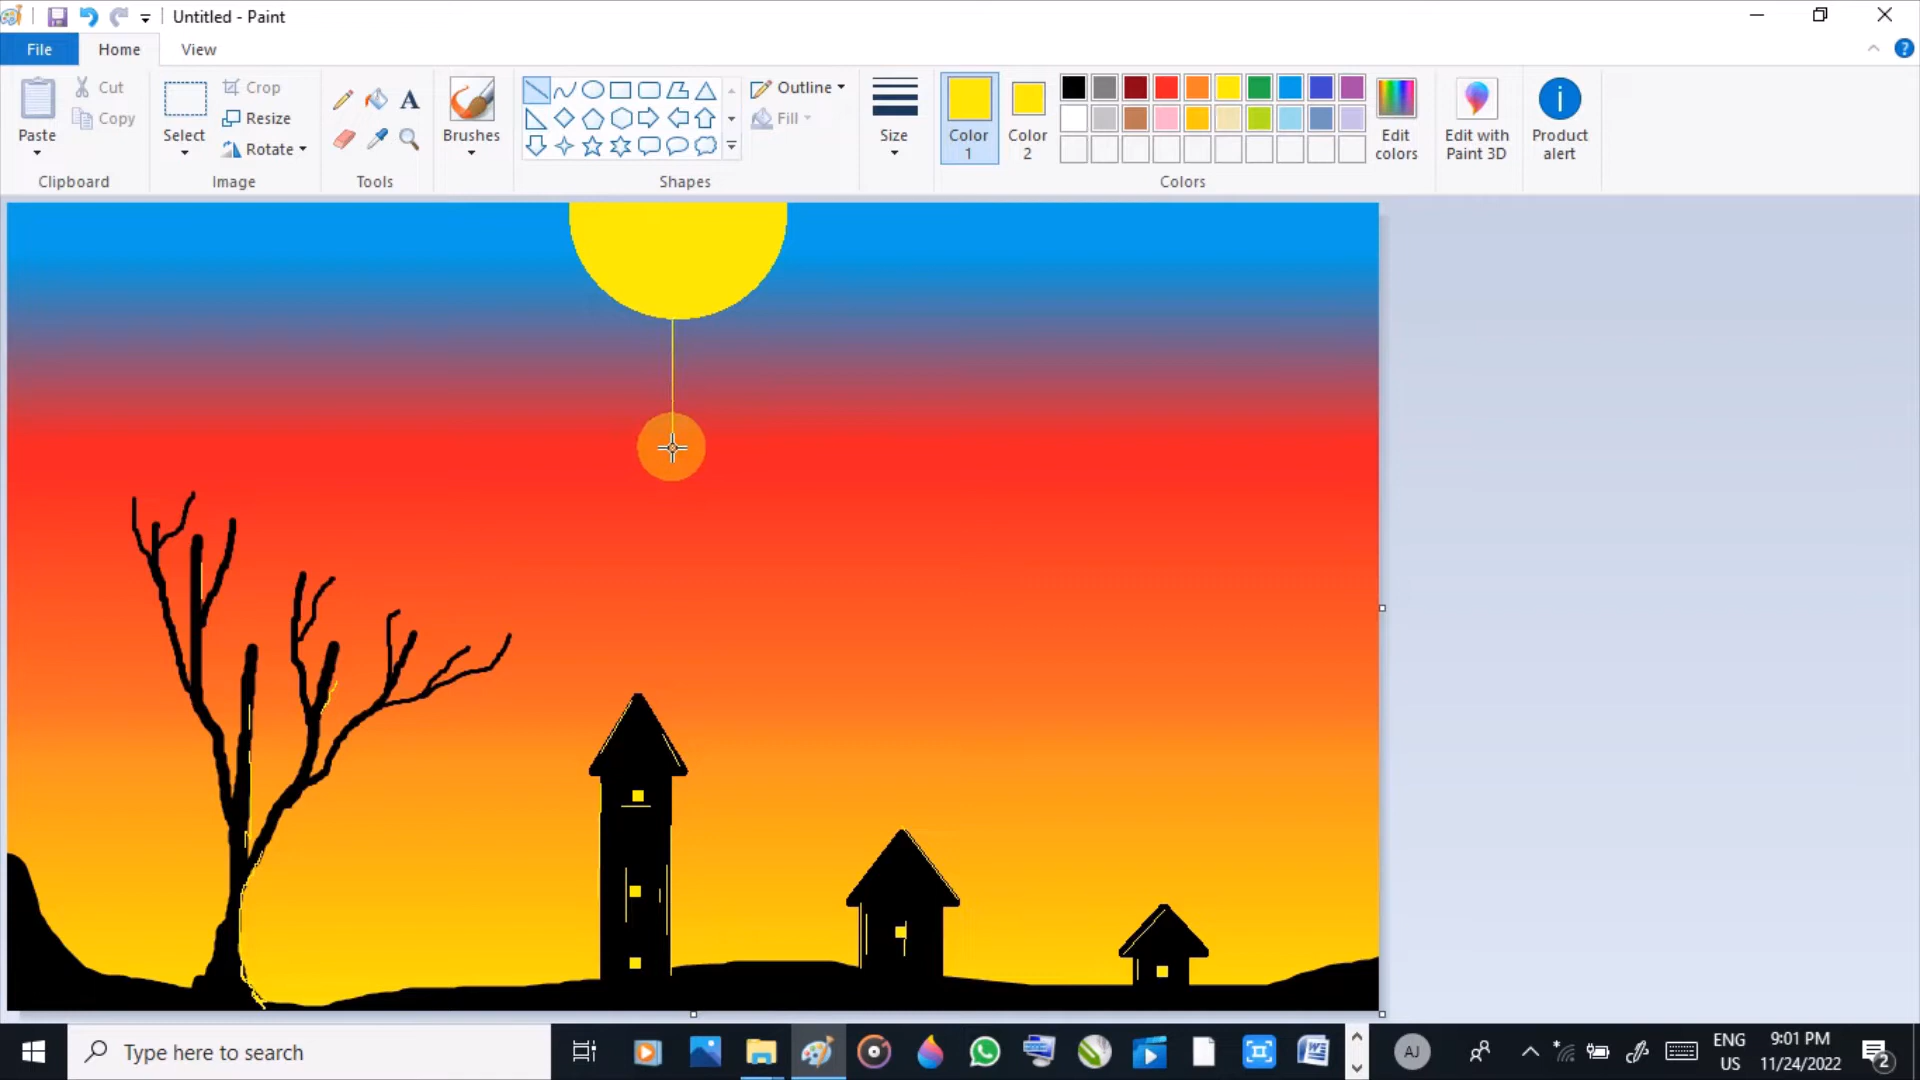 Untitled - Paint
File Home View
Paste
Cut
Copy
Clipboard
Select
Crop
Resize
Rotate
Image
Tools
Brushes
Shapes
Outline
Fill
Size
Color 1
Color 2
Edit colors
Colors
Edit with Paint 3D
Product alert
Type here to search
AJ
ENG
US
9:01 PM
11/24/2022
2